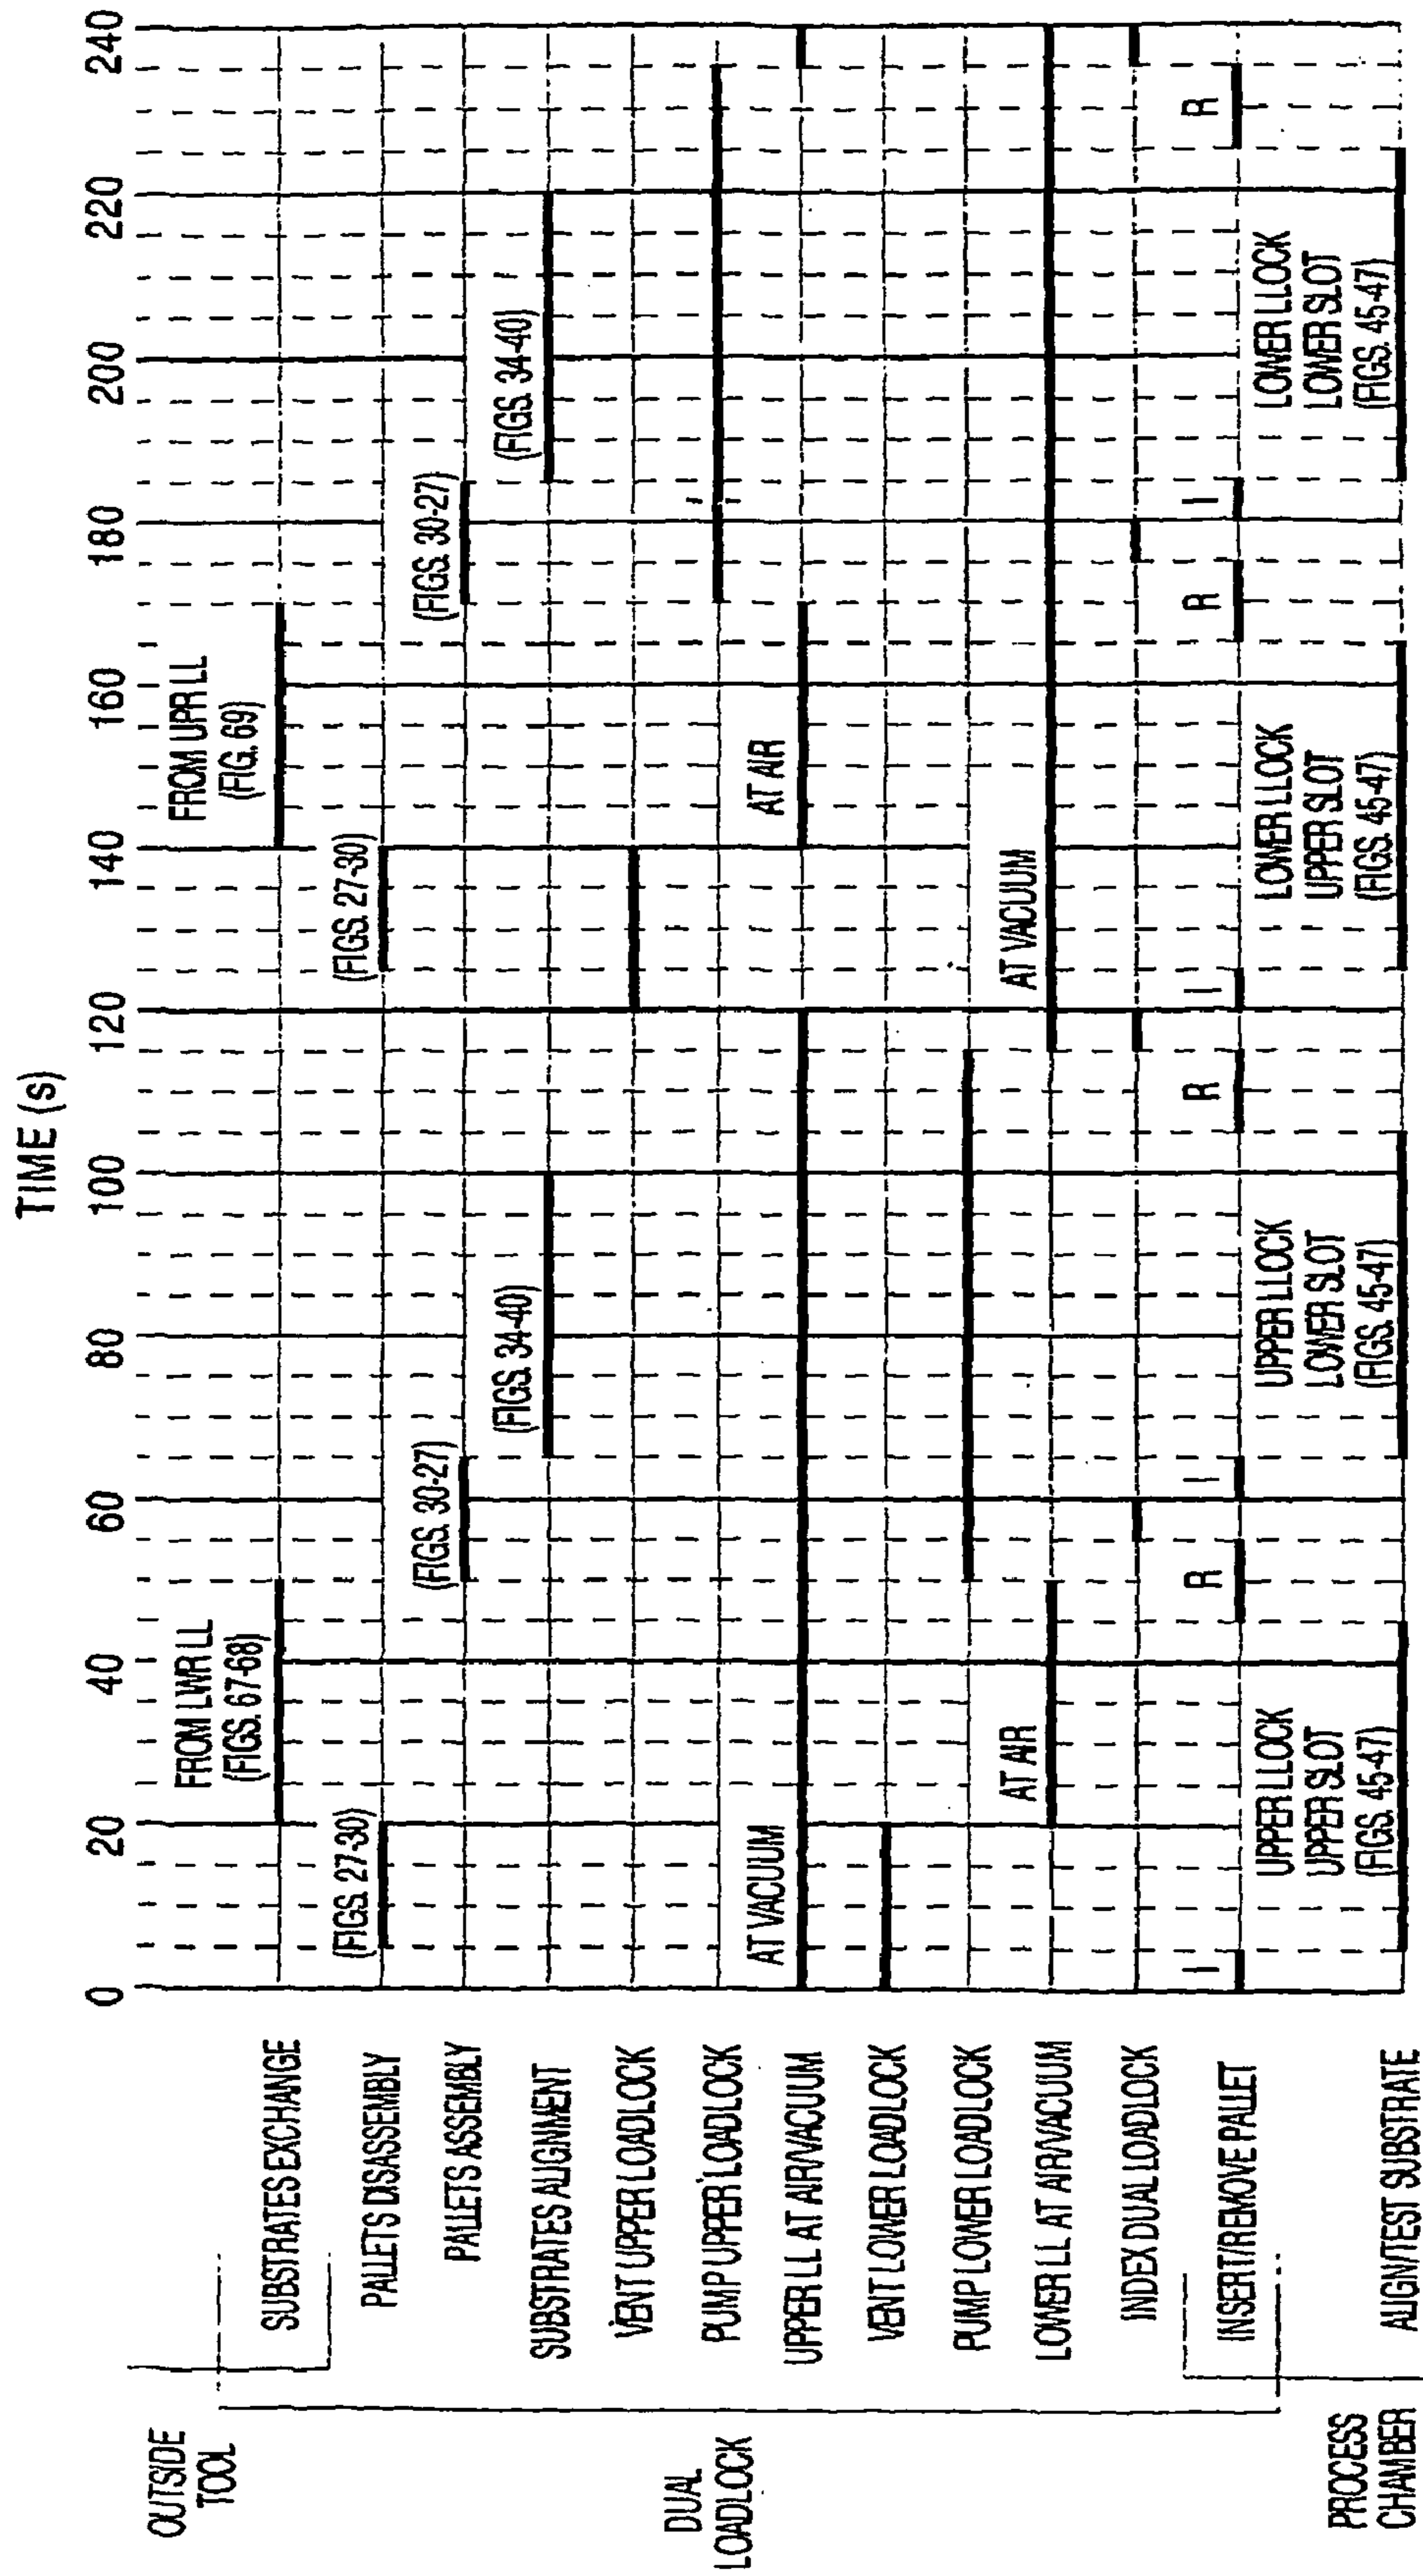 TIME (s)
0 20 40 60 80 100 120 140 160 180 200 220 240
OUTSIDE
TOOL
DUAL
LOADLOCK
PROCESS
CHAMBER
SUBSTRATES EXCHANGE
FROM LWR LL
(FIGS. 67-68)
FROM UPR LL
(FIG. 69)
PALLETS DISASSEMBLY
(FIGS. 27-30)
(FIGS. 27-30)
PALLETS ASSEMBLY
(FIGS. 30-27)
(FIGS. 30-27)
SUBSTRATES ALIGNMENT
(FIGS. 34-40)
(FIGS. 34-40)
VENT UPPER LOADLOCK
PUMP UPPER LOADLOCK
UPPER LL AT AIR/VACUUM
AT VACUUM
AT AIR
VENT LOWER LOADLOCK
PUMP LOWER LOADLOCK
LOWER LL AT AIR/VACUUM
AT AIR
AT VACUUM
INDEX DUAL LOADLOCK
INSERT/REMOVE PALLET
I R I R I R I R
ALIGN/TEST SUBSTRATE
UPPER LLOCK
UPPER SLOT
(FIGS. 45-47)
UPPER LLOCK
LOWER SLOT
(FIGS. 45-47)
LOWER LLOCK
UPPER SLOT
(FIGS. 45-47)
LOWER LLOCK
LOWER SLOT
(FIGS. 45-47)